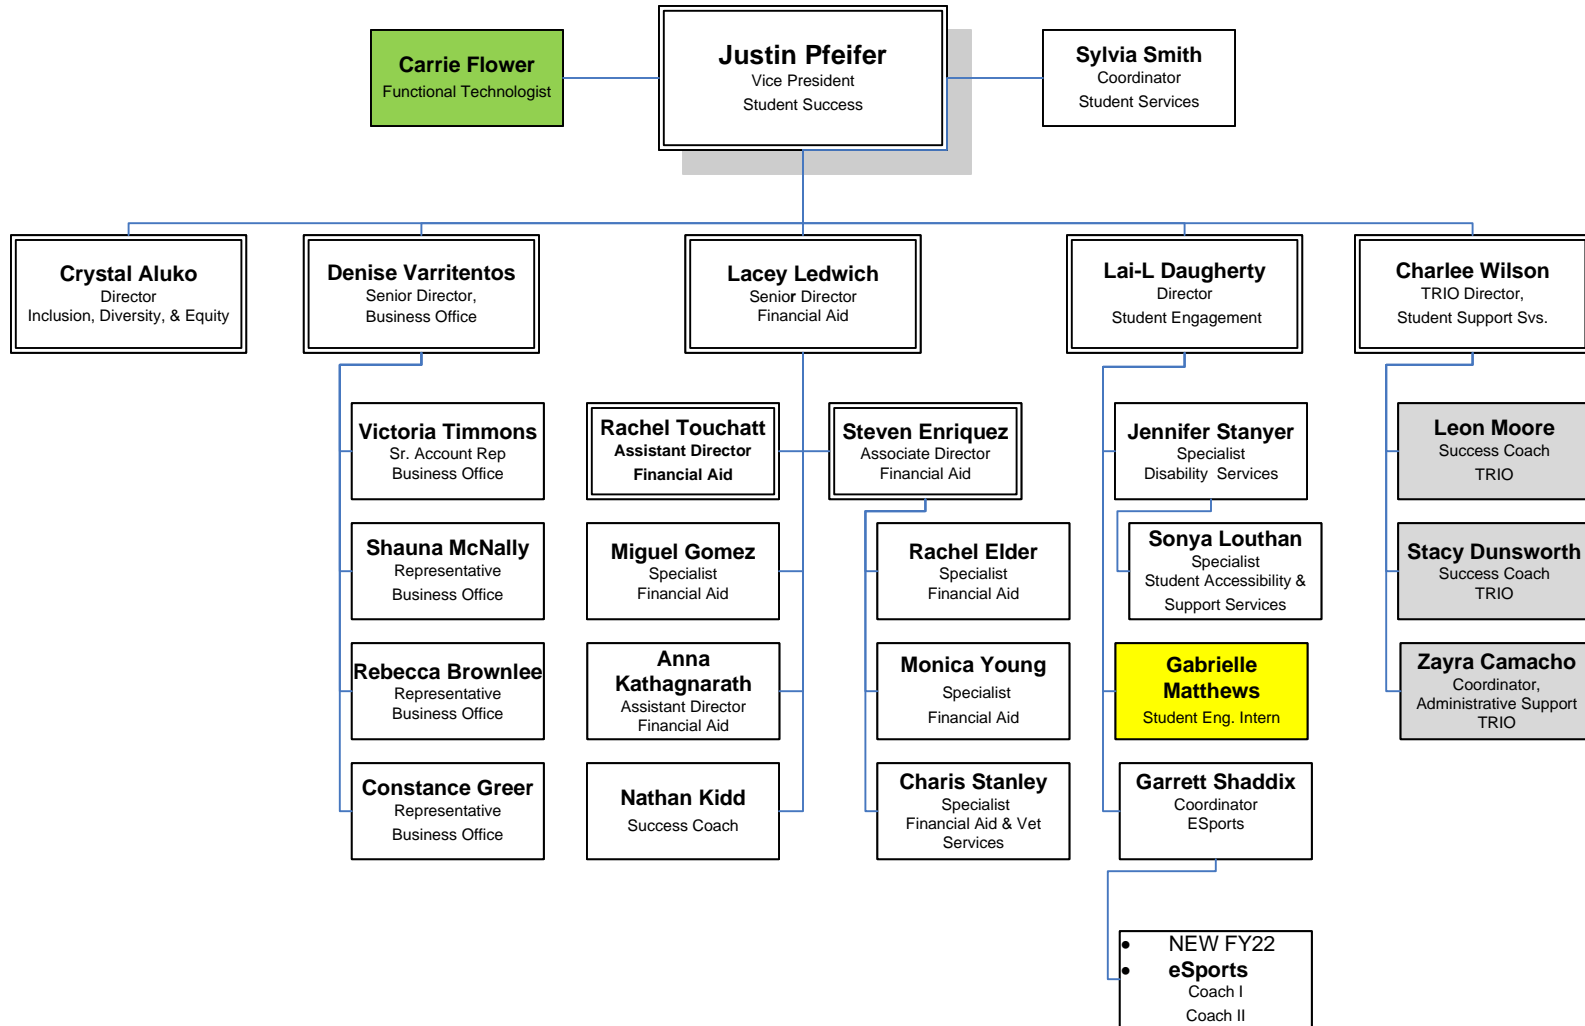 Carrie Flower
Functional Technologist
Justin Pfeifer
Vice President
Student Success
Sylvia Smith
Coordinator
Student Services
Crystal Aluko
Director
Inclusion, Diversity, & Equity
Denise Varritentos
Senior Director,
Business Office
Lacey Ledwich
Senior Director
Financial Aid
Lai-L Daugherty
Director
Student Engagement
Charlee Wilson
TRIO Director,
Student Support Svs.
Victoria Timmons
Sr. Account Rep
Business Office
Shauna McNally
Representative
Business Office
Rebecca Brownlee
Representative
Business Office
Constance Greer
Representative
Business Office
Rachel Touchatt
Assistant Director
Financial Aid
Miguel Gomez
Specialist
Financial Aid
Anna
Kathagnarath
Assistant Director
Financial Aid
Nathan Kidd
Success Coach
Steven Enriquez
Associate Director
Financial Aid
Rachel Elder
Specialist
Financial Aid
Monica Young
Specialist
Financial Aid
Charis Stanley
Specialist
Financial Aid & Vet
Services
Jennifer Stanyer
Specialist
Disability Services
Sonya Louthan
Specialist
Student Accessibility &
Support Services
Gabrielle
Matthews
Student Eng. Intern
Garrett Shaddix
Coordinator
ESports
• NEW FY22
• eSports
Coach I
Coach II
Leon Moore
Success Coach
TRIO
Stacy Dunsworth
Success Coach
TRIO
Zayra Camacho
Coordinator,
Administrative Support
TRIO